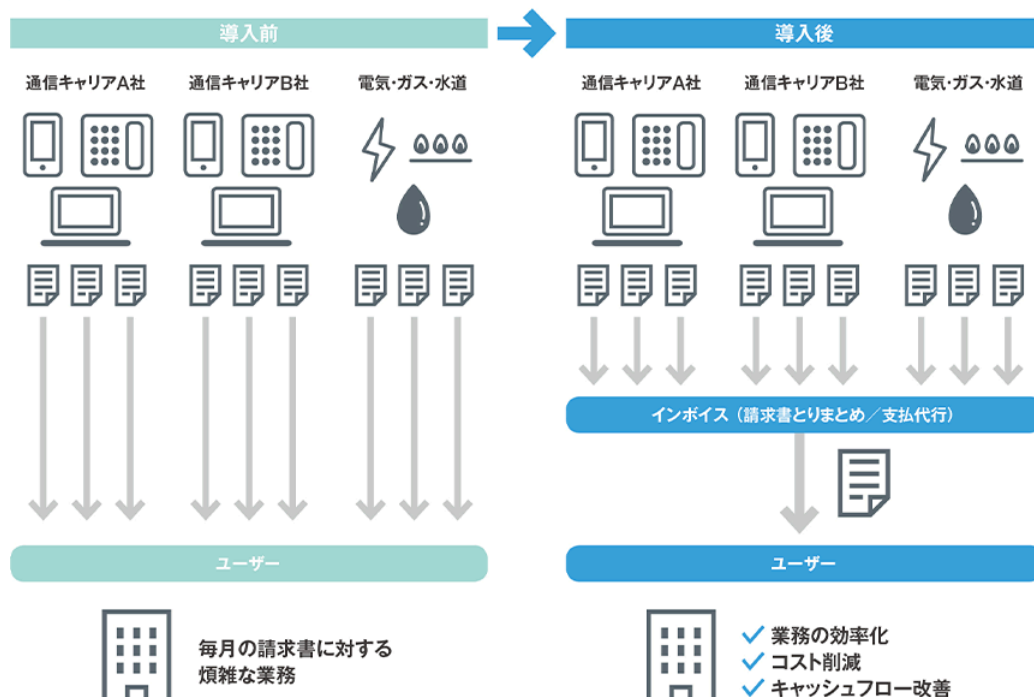 導入前
導入後
通信キャリアA社
通信キャリアB社
電気・ガス・水道
通信キャリアA社
通信キャリアB社
電気・ガス・水道
インボイス（請求書とりまとめ／支払代行）
ユーザー
ユーザー
毎月の請求書に対する
煩雑な業務
業務の効率化
コスト削減
キャッシュフロー改善